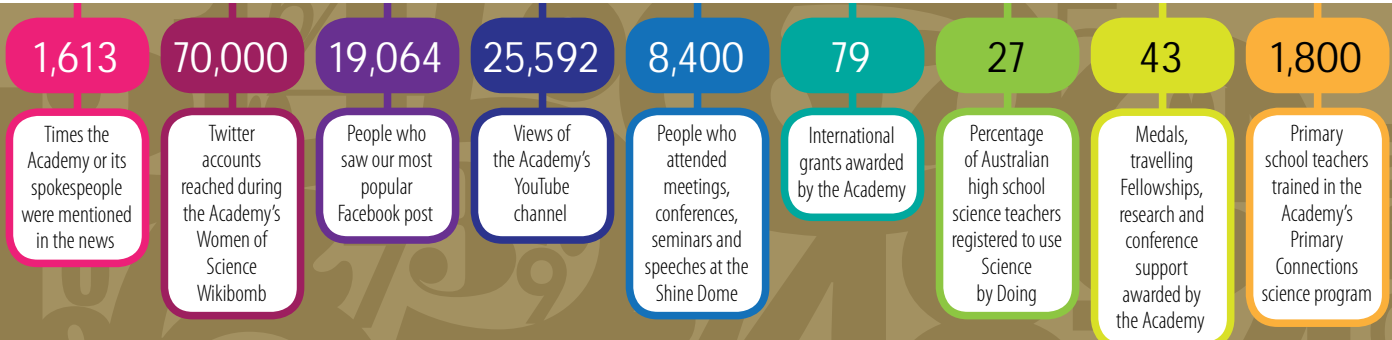 1,613
Times the
Academy or its
spokespeople
were mentioned
in the news
70,000
Twitter
accounts
reached during
the Academy's
Women of
Science
Wikibomb
19,064
People who
saw our most
popular
Facebook post
25,592
Views of
the Academy's
YouTube
channel
8,400
People who
attended
meetings,
conferences,
seminars and
speeches at the
Shine Dome
79
International
grants awarded
by the Academy
27
Percentage
of Australian
high school
science teachers
registered to use
Science
by Doing
43
Medals,
travelling
Fellowships,
research and
conference
support
awarded by
the Academy
1,800
Primary
school teachers
trained in the
Academy's
Primary
Connections
science program